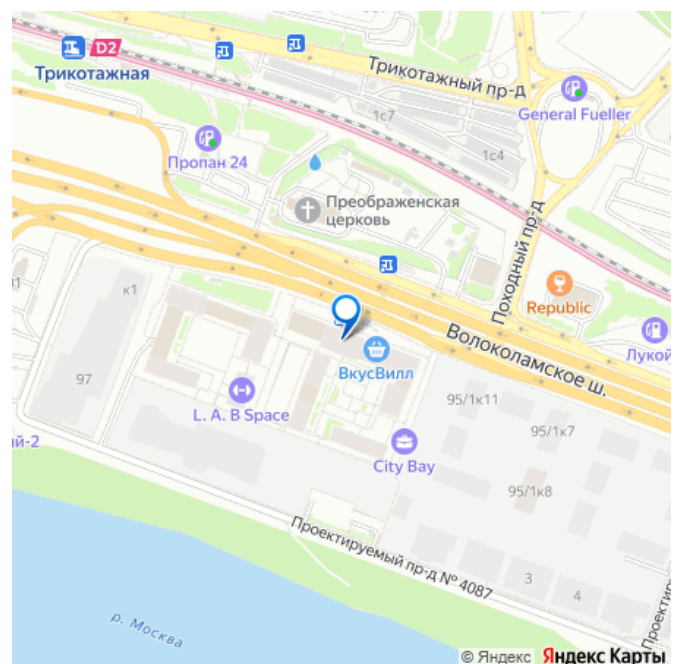 D2
Трикотажная
Трикотажный пр-д
1с7
General Fueller
Пропан 24
1с4
Преображенская
церковь
Походный пр-д
к1
Republic
Волоколамское ш.
Лукой
ВкусВилл
97
L. A. B Space
95/1к11
95/1к7
й-2
City Bay
95/1к8
Проектируемый пр-д № 4087
3
4
р. Москва
© Яндекс Яндекс Карты